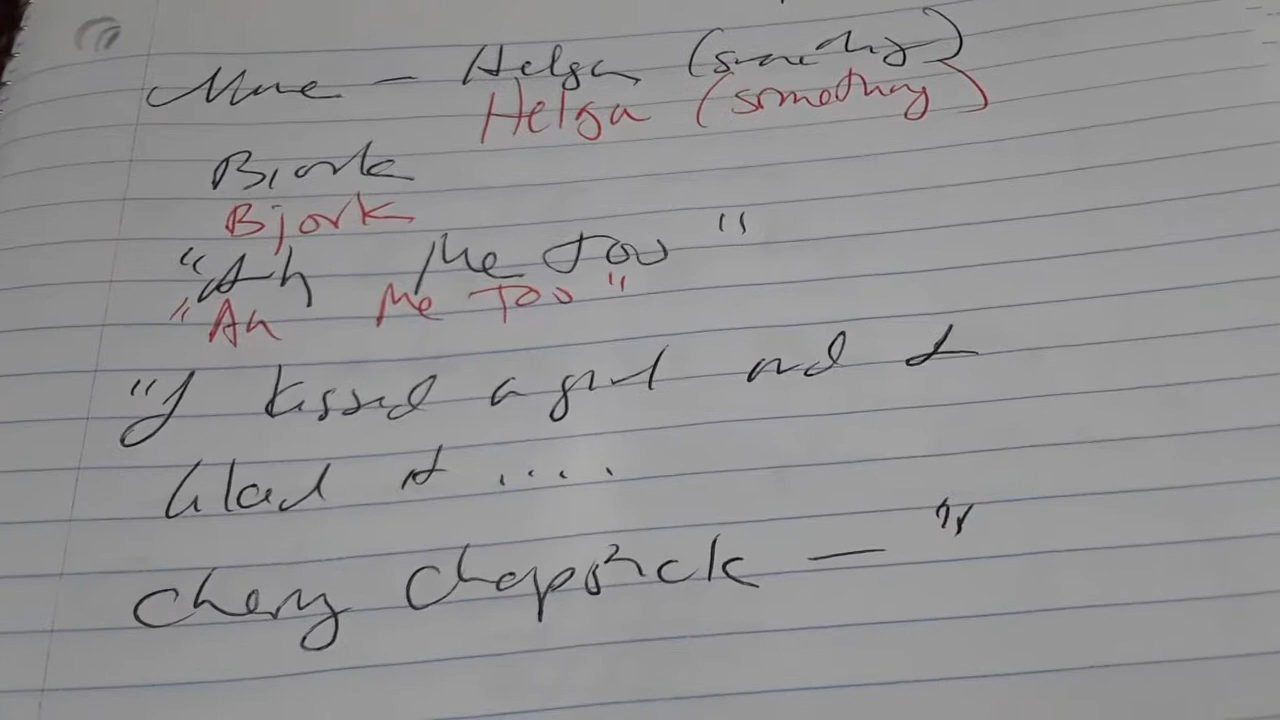 Mine - Helga (something)
Helga (something)
Bjork
Bjork
"Ah Me Too"
"Ah Me Too"
"I kissed a girl and I
liked it ....
Cherry Chapstick - "